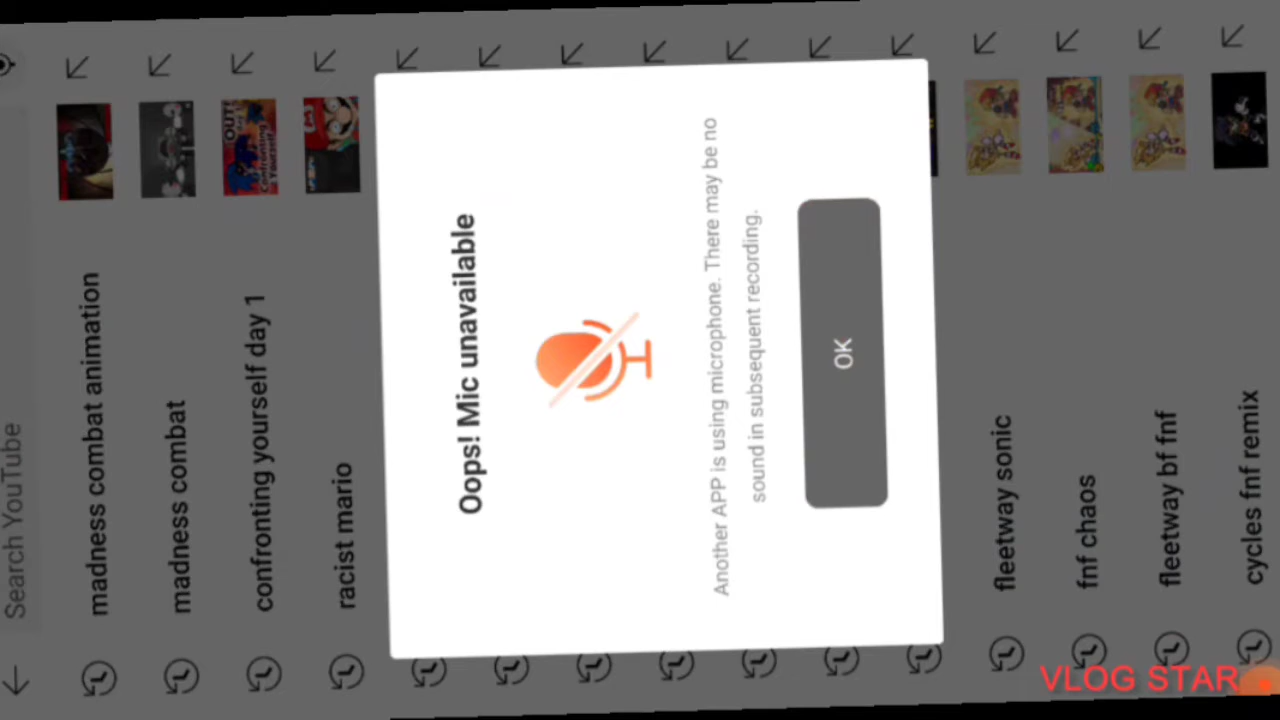 Search YouTube
madness combat animation
madness combat
confronting yourself day 1
racist mario
Oops! Mic unavailable
Another APP is using microphone. There may be no
sound in subsequent recording.
OK
fleetway sonic
fnf chaos
fleetway bf fnf
cycles fnf remix
VLOG STAR